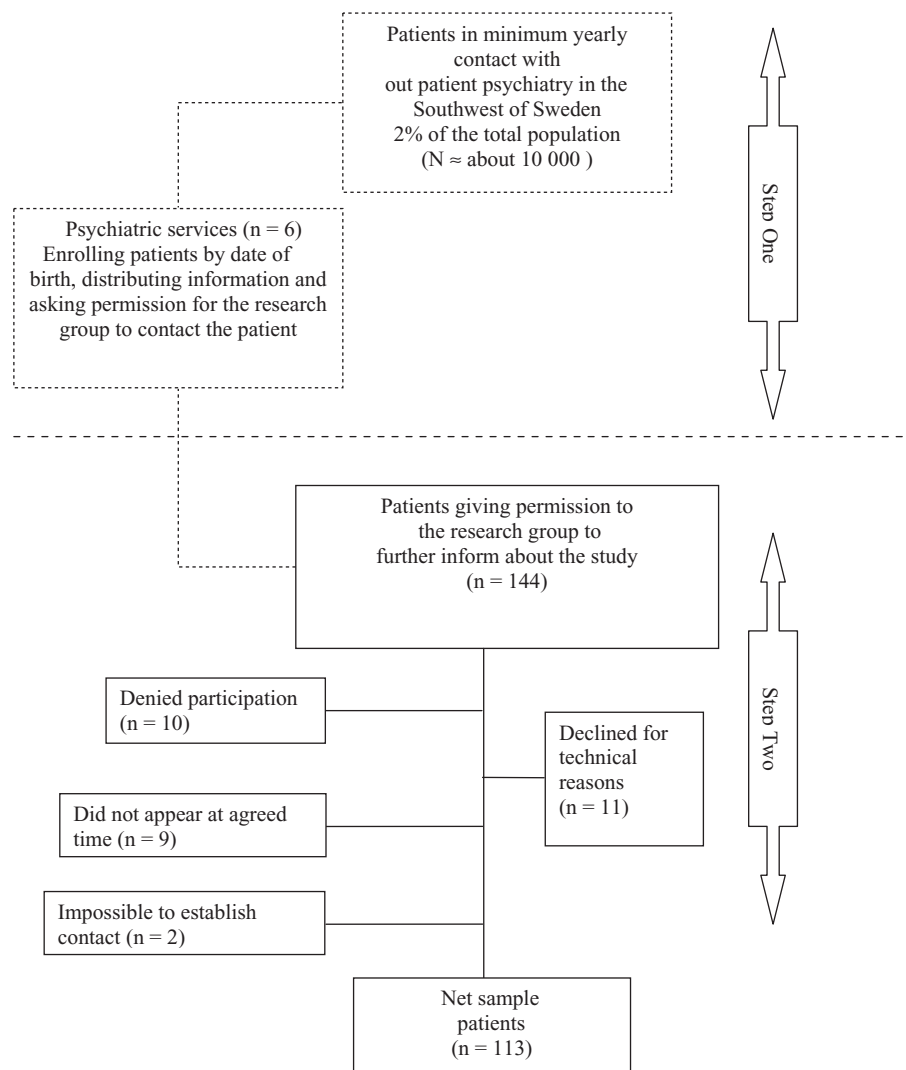 Patients in minimum yearly
contact with
out patient psychiatry in the
Southwest of Sweden
2% of the total population
(N ≈ about 10 000 )
Step One
Psychiatric services (n = 6)
Enrolling patients by date of
birth, distributing information and
asking permission for the research
group to contact the patient
Patients giving permission to
the research group to
further inform about the study
(n = 144)
Step Two
Denied participation
(n = 10)
Declined for
technical
reasons
(n = 11)
Did not appear at agreed
time (n = 9)
Impossible to establish
contact (n = 2)
Net sample
patients
(n = 113)